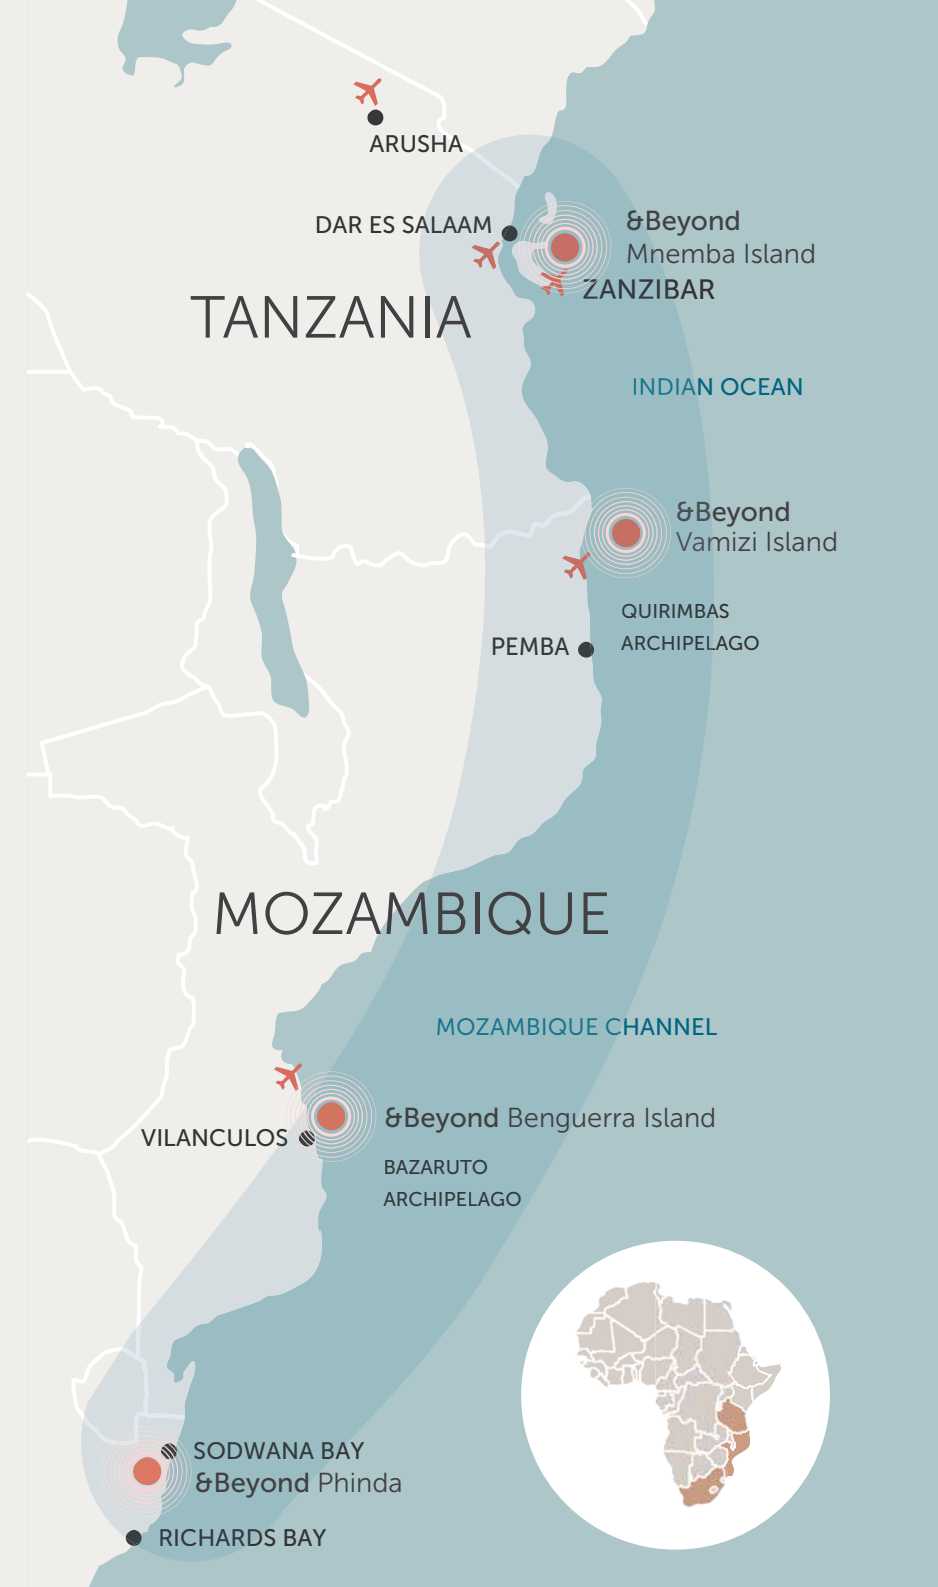 ARUSHA
DAR ES SALAAM
&Beyond
Mnemba Island
ZANZIBAR
TANZANIA
INDIAN OCEAN
&Beyond
Vamizi Island
QUIRIMBAS
ARCHIPELAGO
PEMBA
MOZAMBIQUE
MOZAMBIQUE CHANNEL
&Beyond Benguerra Island
VILANCULOS
BAZARUTO
ARCHIPELAGO
SODWANA BAY
&Beyond Phinda
RICHARDS BAY